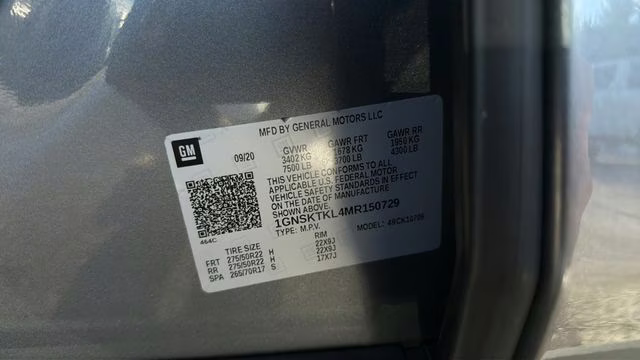 MFD BY GENERAL MOTORS LLC
GM
09/20
GVWR GAWR FRT GAWR RR
3402 KG 1678 KG 1950 KG
7500 LB 3700 LB 4300 LB
THIS VEHICLE CONFORMS TO ALL
APPLICABLE U.S. FEDERAL MOTOR
VEHICLE SAFETY STANDARDS IN EFFECT
ON THE DATE OF MANUFACTURE
SHOWN ABOVE.
1GNSKTKL4MR150729
TYPE: M.P.V. MODEL:
464C
TIRE SIZE RIM
FRT 275/50R22 H 22X9J
RR 275/50R22 H 22X9J
SPA 265/70R17 S 17X7J